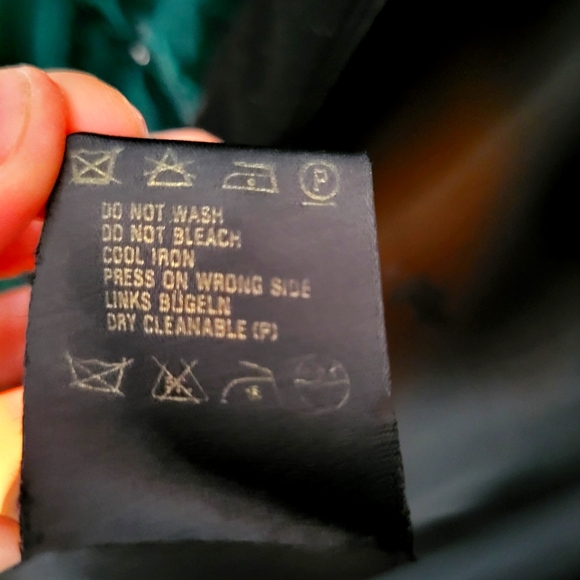 P
DO NOT WASH
DO NOT BLEACH
COOL IRON
PRESS ON WRONG SIDE
LINKS BÜGELN
DRY CLEANABLE (P)